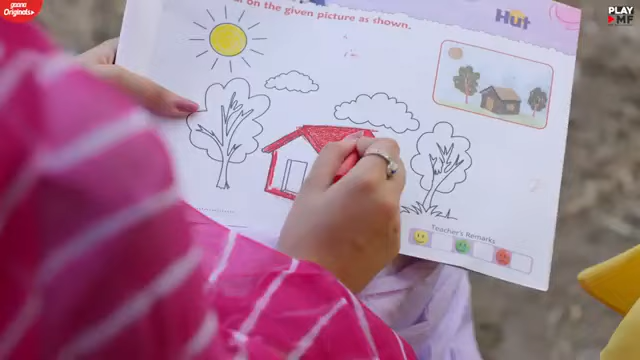 gaana
Originals
on the given picture as shown.
Hut
PLAY
MF
Teacher's Remarks